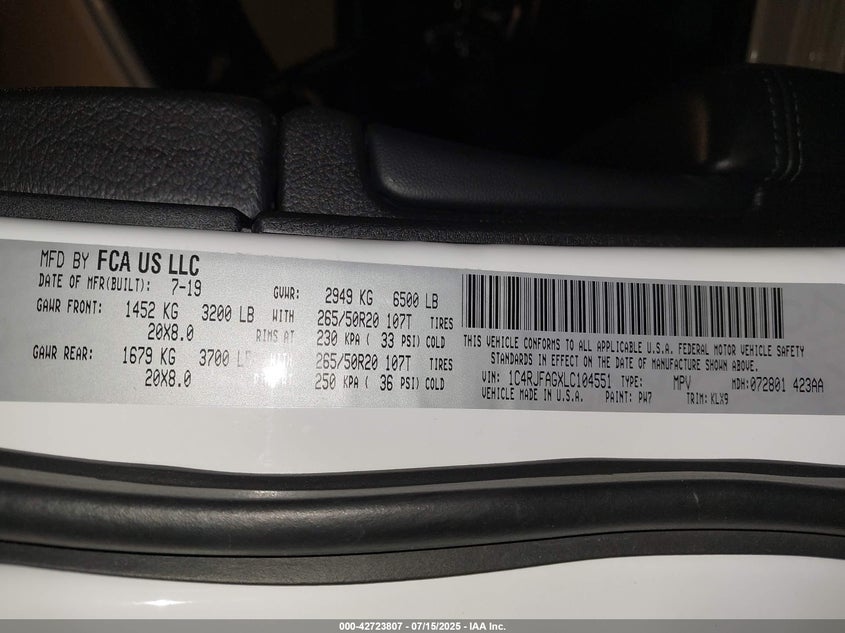 MFD BY FCA US LLC
DATE OF MFR(BUILT): 7-19 GVWR: 2949 KG 6500 LB
GAWR FRONT: 1452 KG 3200 LB WITH 265/50R20 107T TIRES
20X8.0 RIMS AT 230 KPA ( 33 PSI) COLD
GAWR REAR: 1679 KG 3700 WITH 265/50R20 107T TIRES
20X8.0 250 KPA ( 36 PSI) COLD
THIS VEHICLE CONFORMS TO ALL APPLICABLE U.S.A. FEDERAL MOTOR VEHICLE SAFETY
STANDARDS IN EFFECT ON THE DATE OF MANUFACTURE SHOWN ABOVE.
VIN: 1C4RJFAGXLC104551 TYPE: MPV MDH:072801 423AA
VEHICLE MADE IN U.S.A. PAINT: PW7 TRIM: KLX9
000-42723807 - 07/15/2025 - IAA Inc.